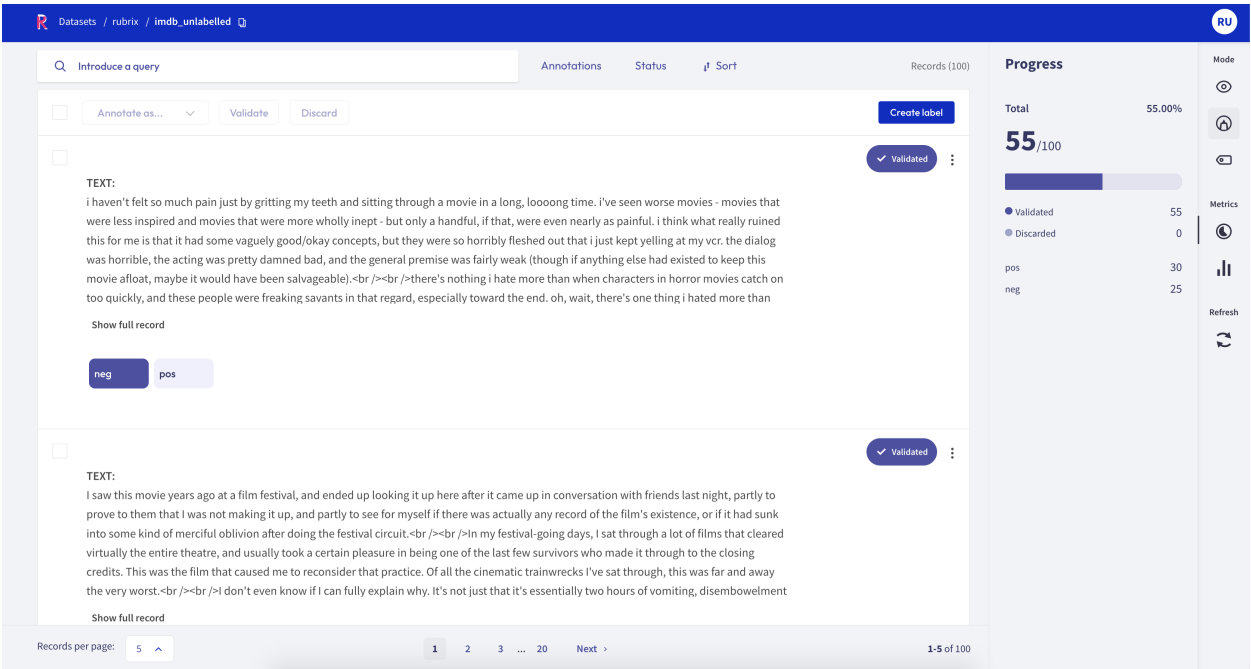 R Datasets / rubrix / imdb_unlabelled RU
Introduce a query Annotations Status Sort Records (100)
Annotate as... Validate Discard Create label
Validated
TEXT:
i haven't felt so much pain just by gritting my teeth and sitting through a movie in a long, loooong time. i've seen worse movies - movies that
were less inspired and movies that were more wholly inept - but only a handful, if that, were even nearly as painful. i think what really ruined
this for me is that it had some vaguely good/okay concepts, but they were so horribly fleshed out that i just kept yelling at my vcr. the dialog
was horrible, the acting was pretty damned bad, and the general premise was fairly weak (though if anything else had existed to keep this
movie afloat, maybe it would have been salvageable).<br /><br />there's nothing i hate more than when characters in horror movies catch on
too quickly, and these people were freaking savants in that regard, especially toward the end. oh, wait, there's one thing i hated more than
Show full record
neg pos
Validated
TEXT:
I saw this movie years ago at a film festival, and ended up looking it up here after it came up in conversation with friends last night, partly to
prove to them that I was not making it up, and partly to see for myself if there was actually any record of the film's existence, or if it had sunk
into some kind of merciful oblivion after doing the festival circuit.<br /><br />In my festival-going days, I sat through a lot of films that cleared
virtually the entire theatre, and usually took a certain pleasure in being one of the last few survivors who made it through to the closing
credits. This was the film that caused me to reconsider that practice. Of all the cinematic trainwrecks I've sat through, this was far and away
the very worst.<br /><br />I don't even know if I can fully explain why. It's not just that it's essentially two hours of vomiting, disembowelment
Show full record
Records per page: 5 1 2 3 ... 20 Next 1-5 of 100
Progress
Total 55.00%
55/100
Validated 55
Discarded 0
pos 30
neg 25
Mode
Metrics
Refresh